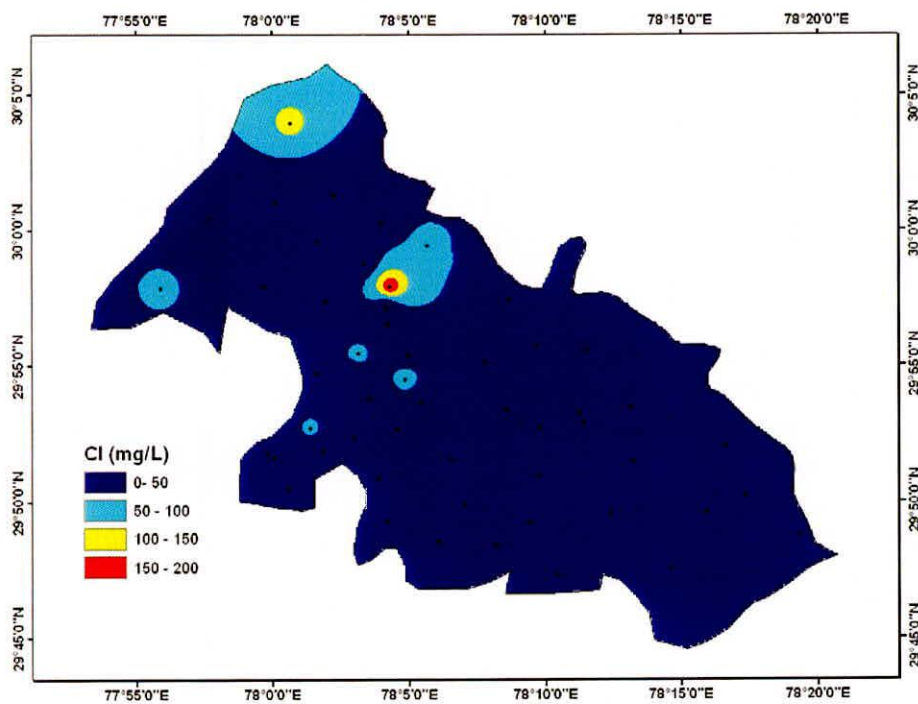 77°55'0"E 78°0'0"E 78°5'0"E 78°10'0"E 78°15'0"E 78°20'0"E
30°5'0"N 30°5'0"N
30°0'0"N 30°0'0"N
29°55'0"N 29°55'0"N
Cl (mg/L)
0- 50
50 - 100
29°50'0"N 29°50'0"N
100 - 150
150 - 200
29°45'0"N 29°45'0"N
77°55'0"E 78°0'0"E 78°5'0"E 78°10'0"E 78°15'0"E 78°20'0"E